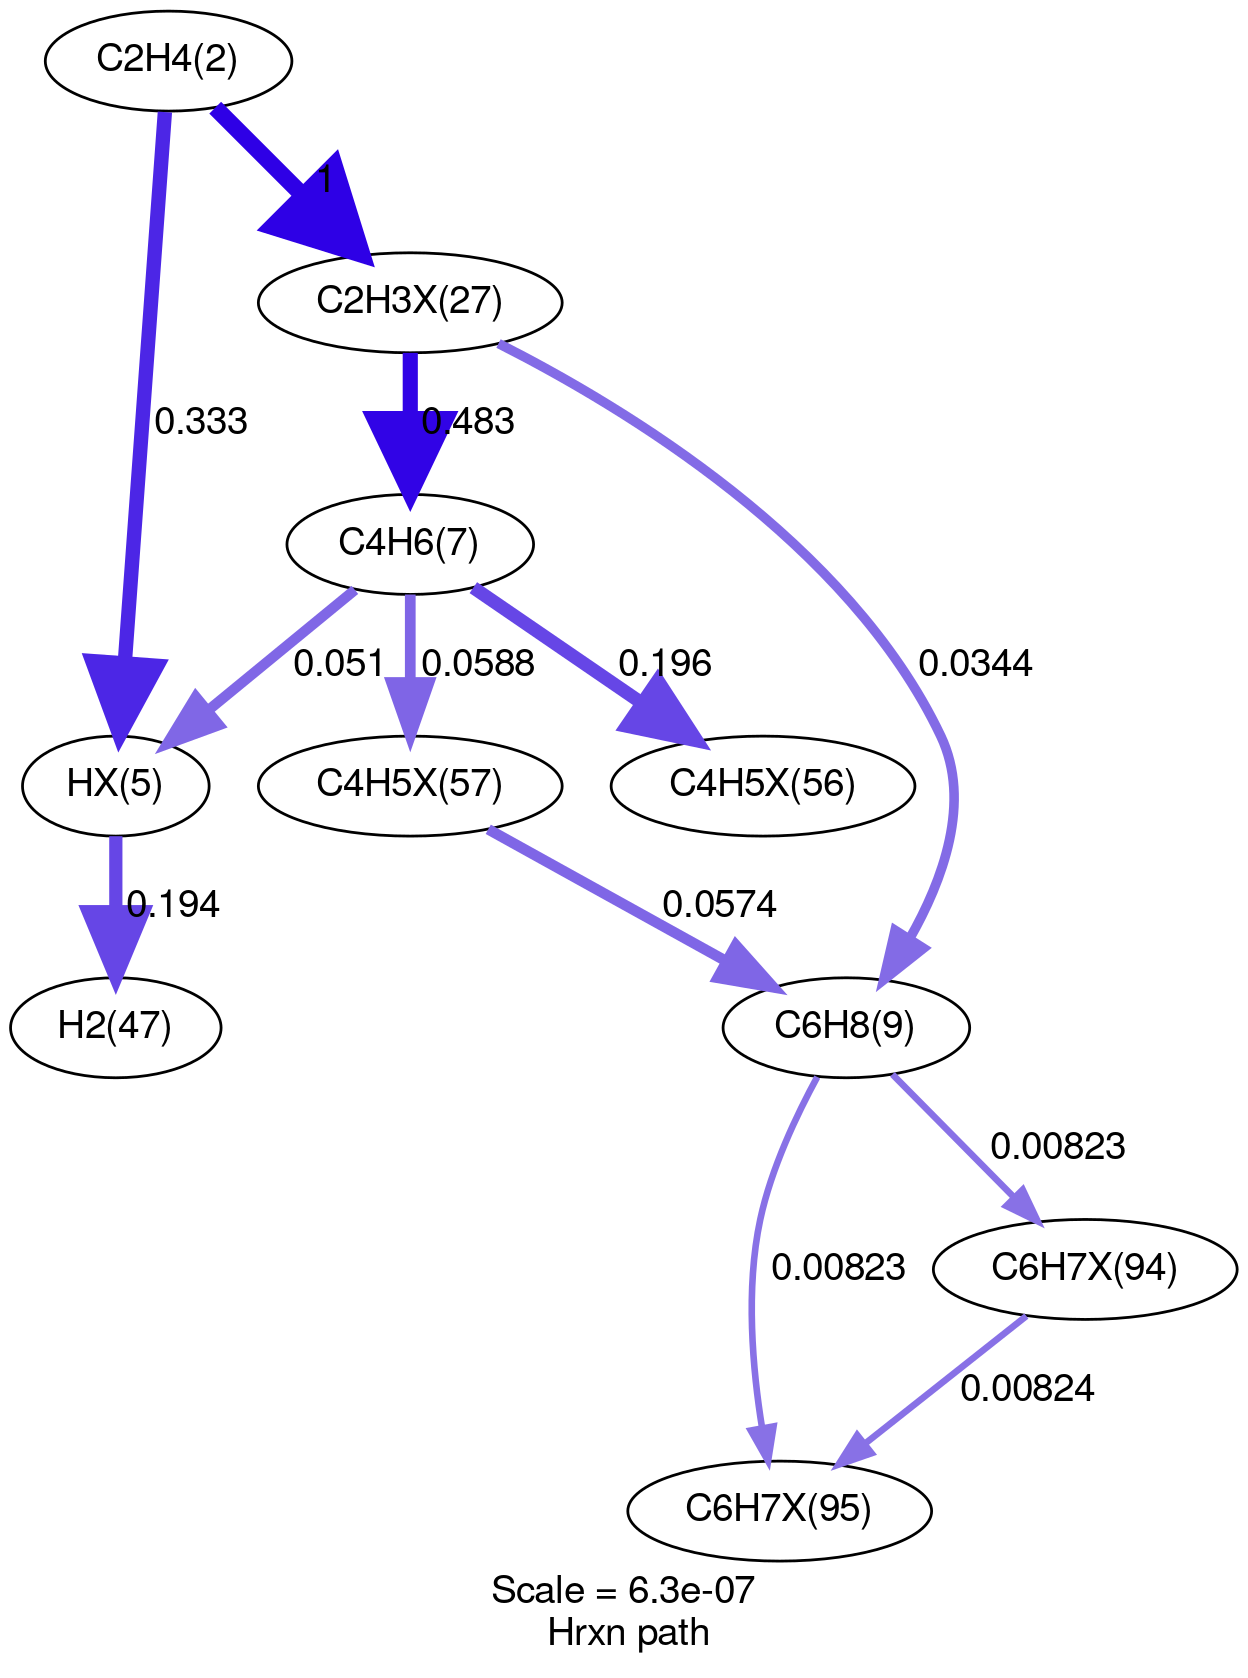 C2H4(2)
1
C2H3X(27)
0.333
0.483
C4H6(7)
0.051
0.0588
0.196
0.0344
HX(5)
C4H5X(57)
C4H5X(56)
0.194
0.0574
H2(47)
C6H8(9)
0.00823
0.00823
C6H7X(94)
0.00824
C6H7X(95)
Scale = 6.3e-07
Hrxn path